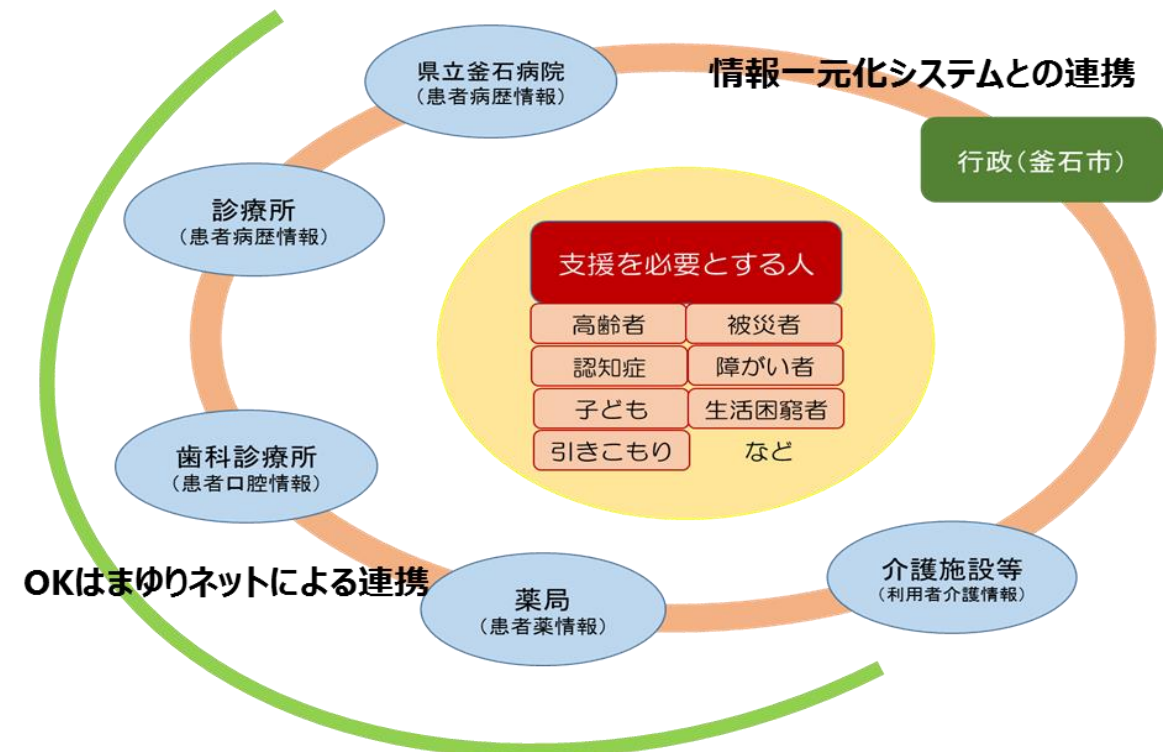 県立釜石病院
（患者病歴情報）
情報一元化システムとの連携
行政（釜石市）
診療所
（患者病歴情報）
支援を必要とする人
高齢者 被災者
認知症 障がい者
子ども 生活困窮者
引きこもり など
歯科診療所
（患者口腔情報）
OKはまゆりネットによる連携
薬局
（患者薬情報）
介護施設等
（利用者介護情報）